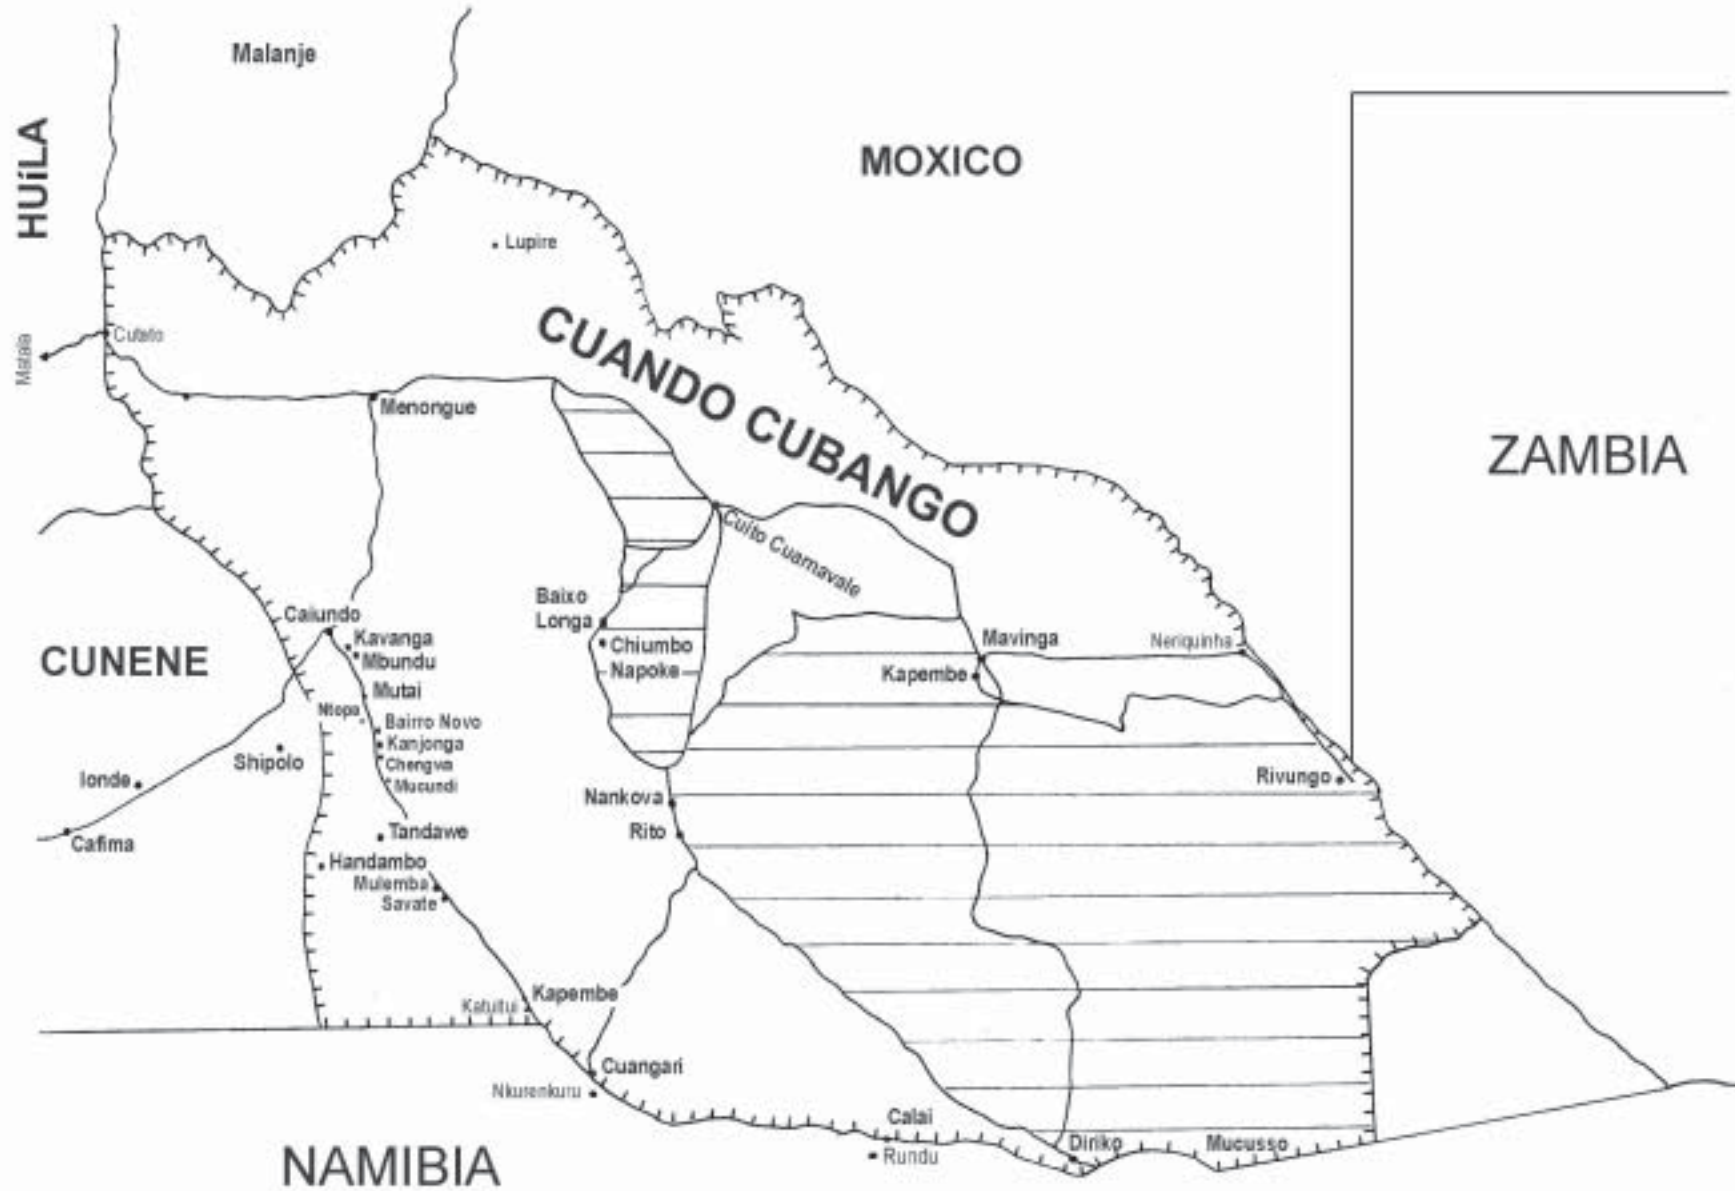 Malanje
HUíLA
MOXICO
Lupire
CUANDO CUBANGO
Cutato
Matala
Menongue
ZAMBIA
Cuito Cuarnavale
Baixo
Longa
Caiundo
Kavanga
Mbundu
Chiumbo
Napoke
Mavinga
Neriquinha
CUNENE
Kapembe
Mutai
Ntopa
Bairro Novo
Kanjonga
Chengva
Mucundi
Shipolo
Ionde
Rivungo
Nankova
Rito
Tandawe
Cafima
Handambo
Mulemba
Savate
Kapembe
Katuitui
Cuangari
Nkurenkuru
Calai
Rundu
Diriko
Mucusso
NAMIBIA